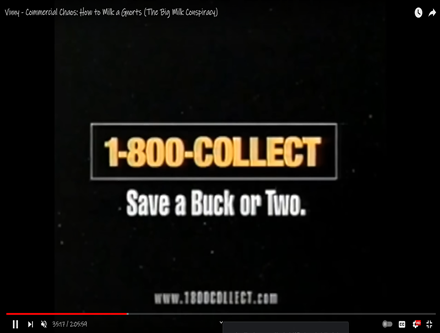 Vinny - Commercial Chaos: How to Milk a Gnorts (The Big Milk Conspiracy)
1-800-COLLECT
Save a Buck or Two.
www.1800COLLECT.com
35:17 / 2:05:59